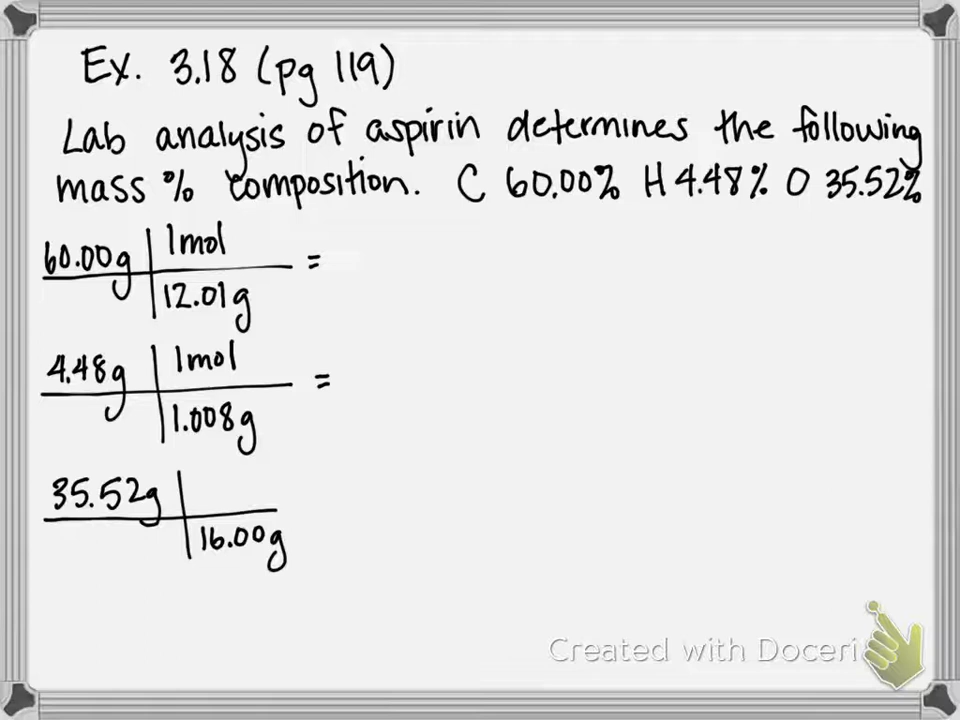 Ex. 3.18 (pg 119)
Lab analysis of aspirin determines the following
mass % composition. C 60.00% H 4.48% O 35.52%
60.00g 1mol =
12.01g
4.48g 1mol =
1.008g
35.52g
16.00g
Created with Doceri